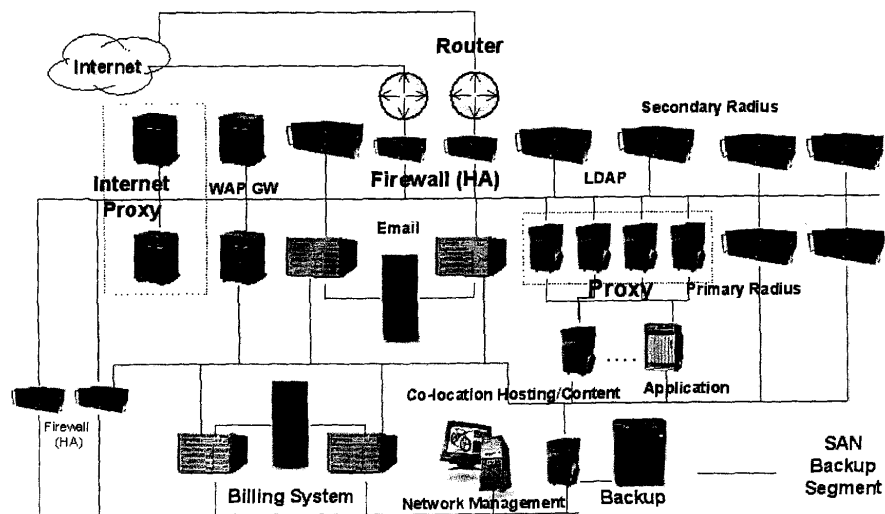 Router
Internet
Secondary Radius
Internet
Proxy
WAP GW
Firewall (HA)
LDAP
Email
Proxy
Primary Radius
Co-location Hosting/Content
Application
Firewall
(HA)
Billing System
Network Management
Backup
SAN
Backup
Segment